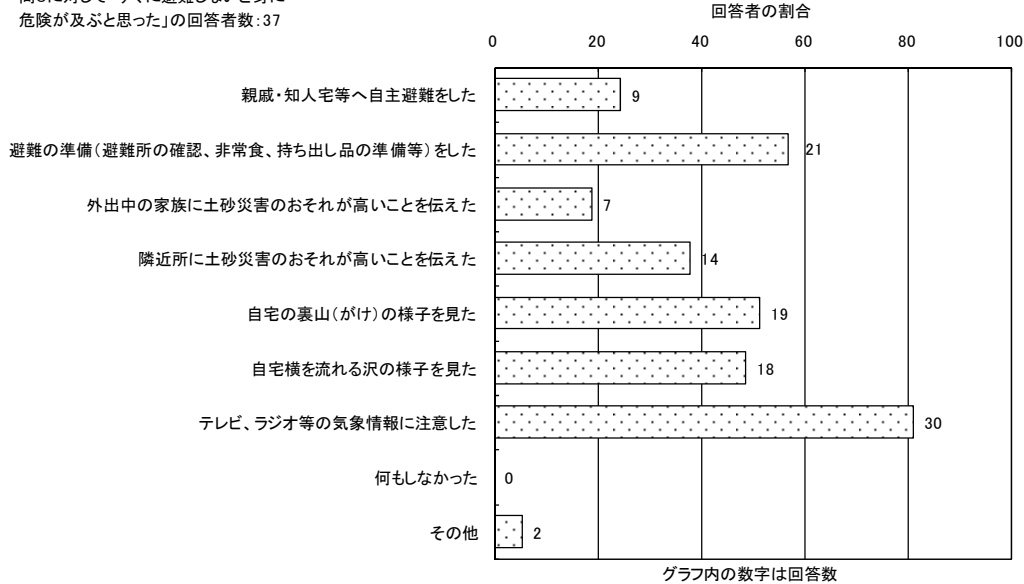 危険が及ぶと思った」の回答者数:37
回答者の割合
0 20 40 60 80 100
親戚・知人宅等へ自主避難をした 9
避難の準備(避難所の確認、非常食、持ち出し品の準備等)をした 21
外出中の家族に土砂災害のおそれが高いことを伝えた 7
隣近所に土砂災害のおそれが高いことを伝えた 14
自宅の裏山(がけ)の様子を見た 19
自宅横を流れる沢の様子を見た 18
テレビ、ラジオ等の気象情報に注意した 30
何もしなかった 0
その他 2
グラフ内の数字は回答数